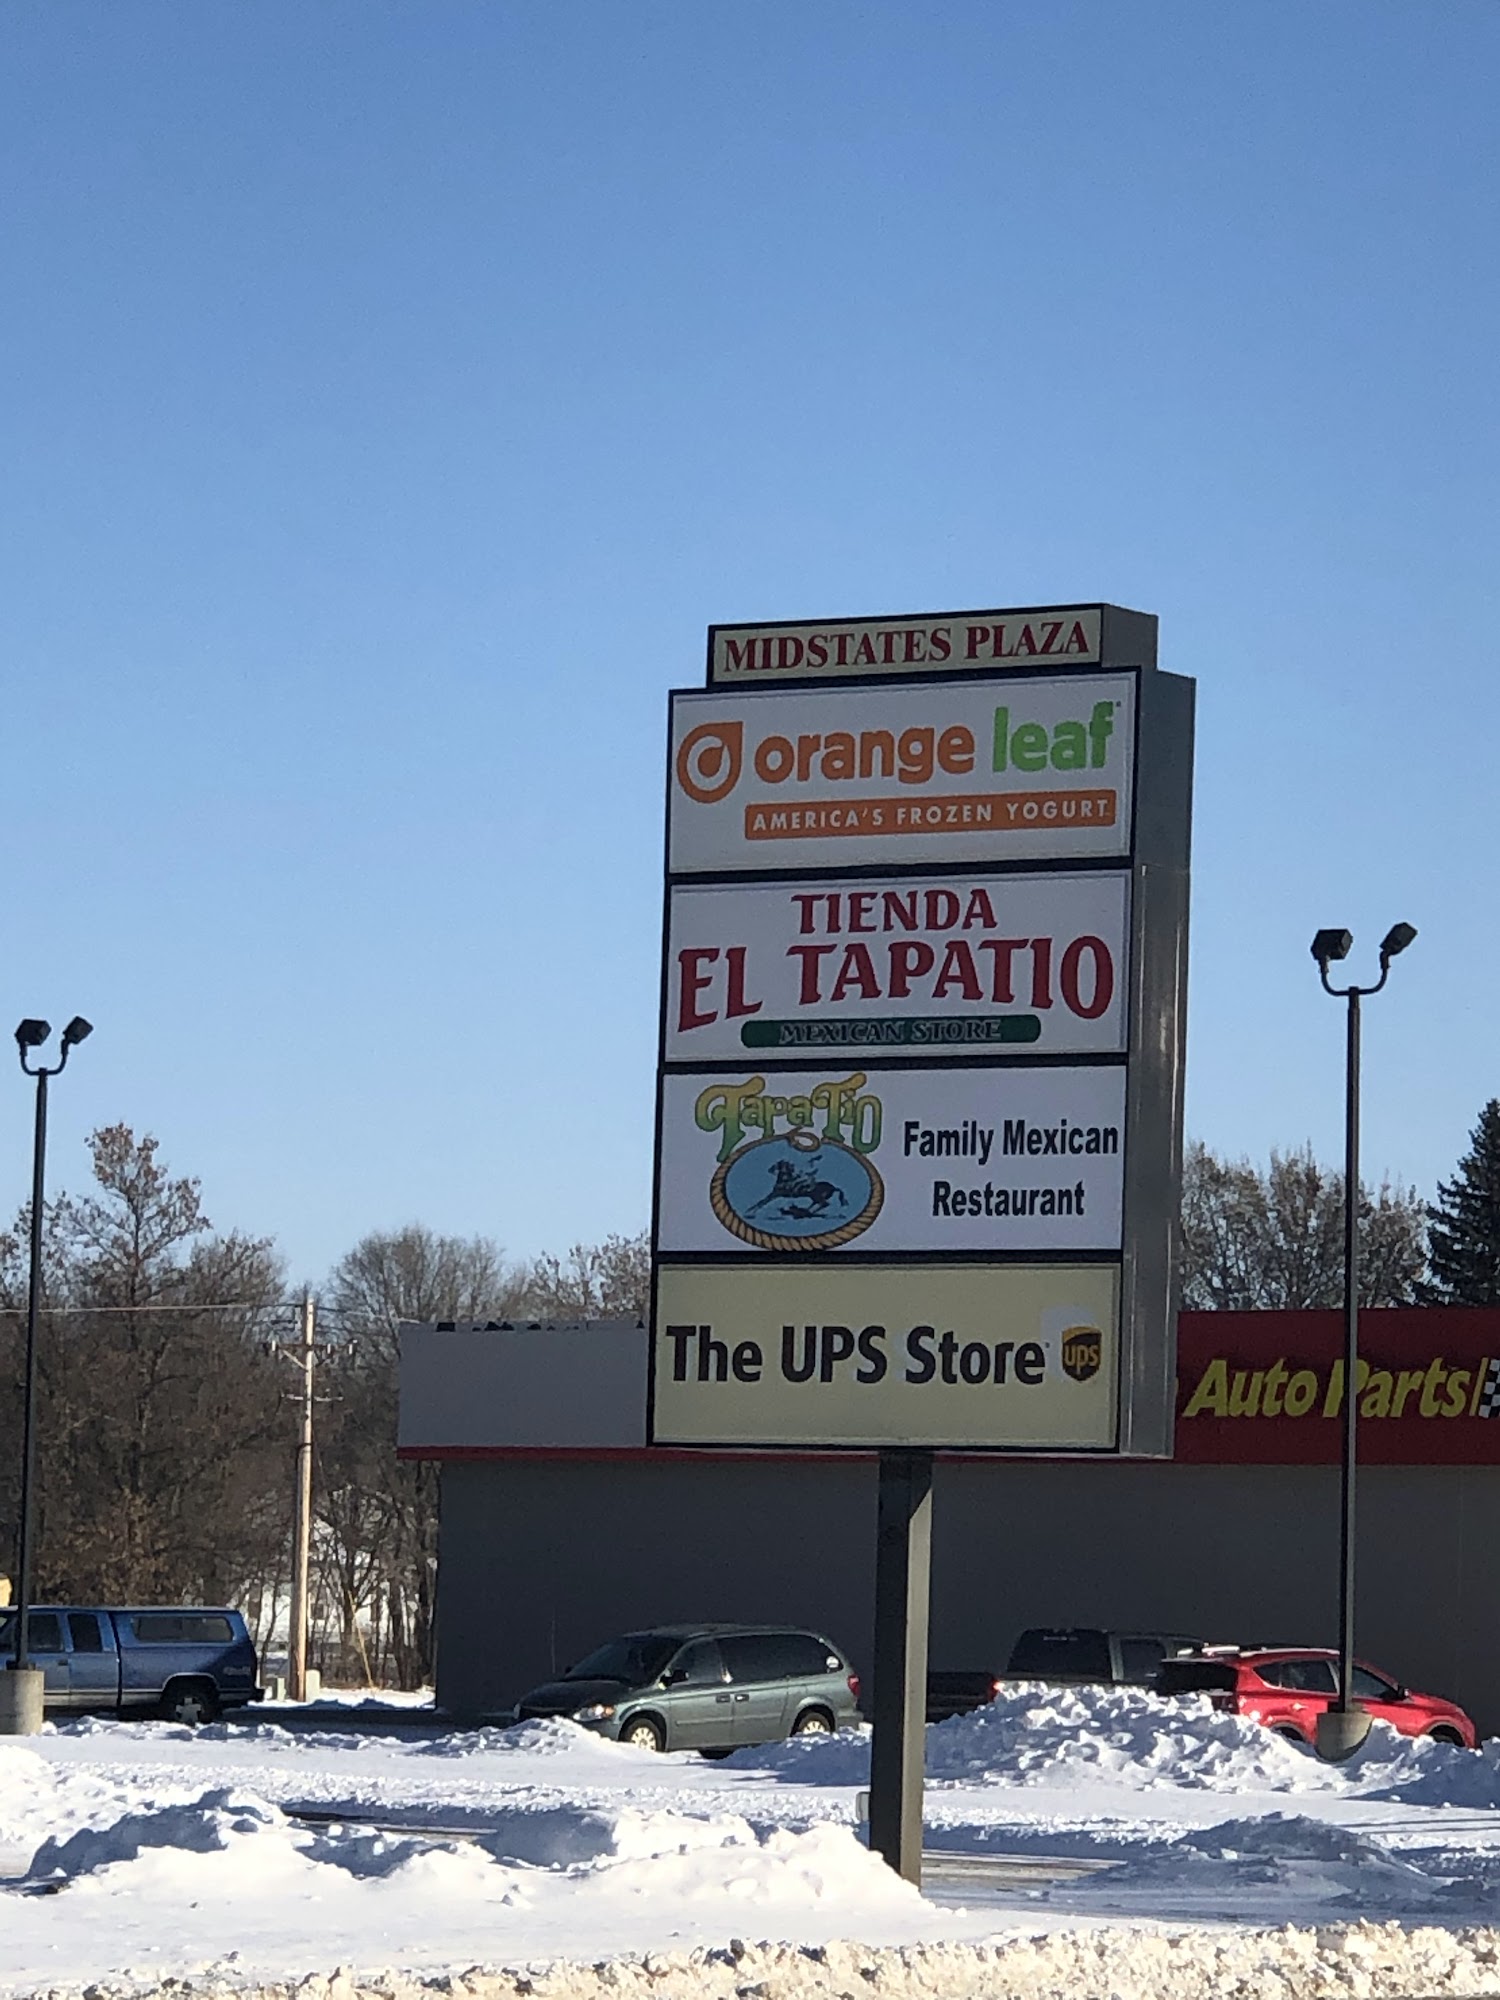 MIDSTATES PLAZA
orange leaf
AMERICA'S FROZEN YOGURT
TIENDA
EL TAPATIO
MEXICAN STORE
TapaTio
Family Mexican
Restaurant
The UPS Store
ups
Auto Parts